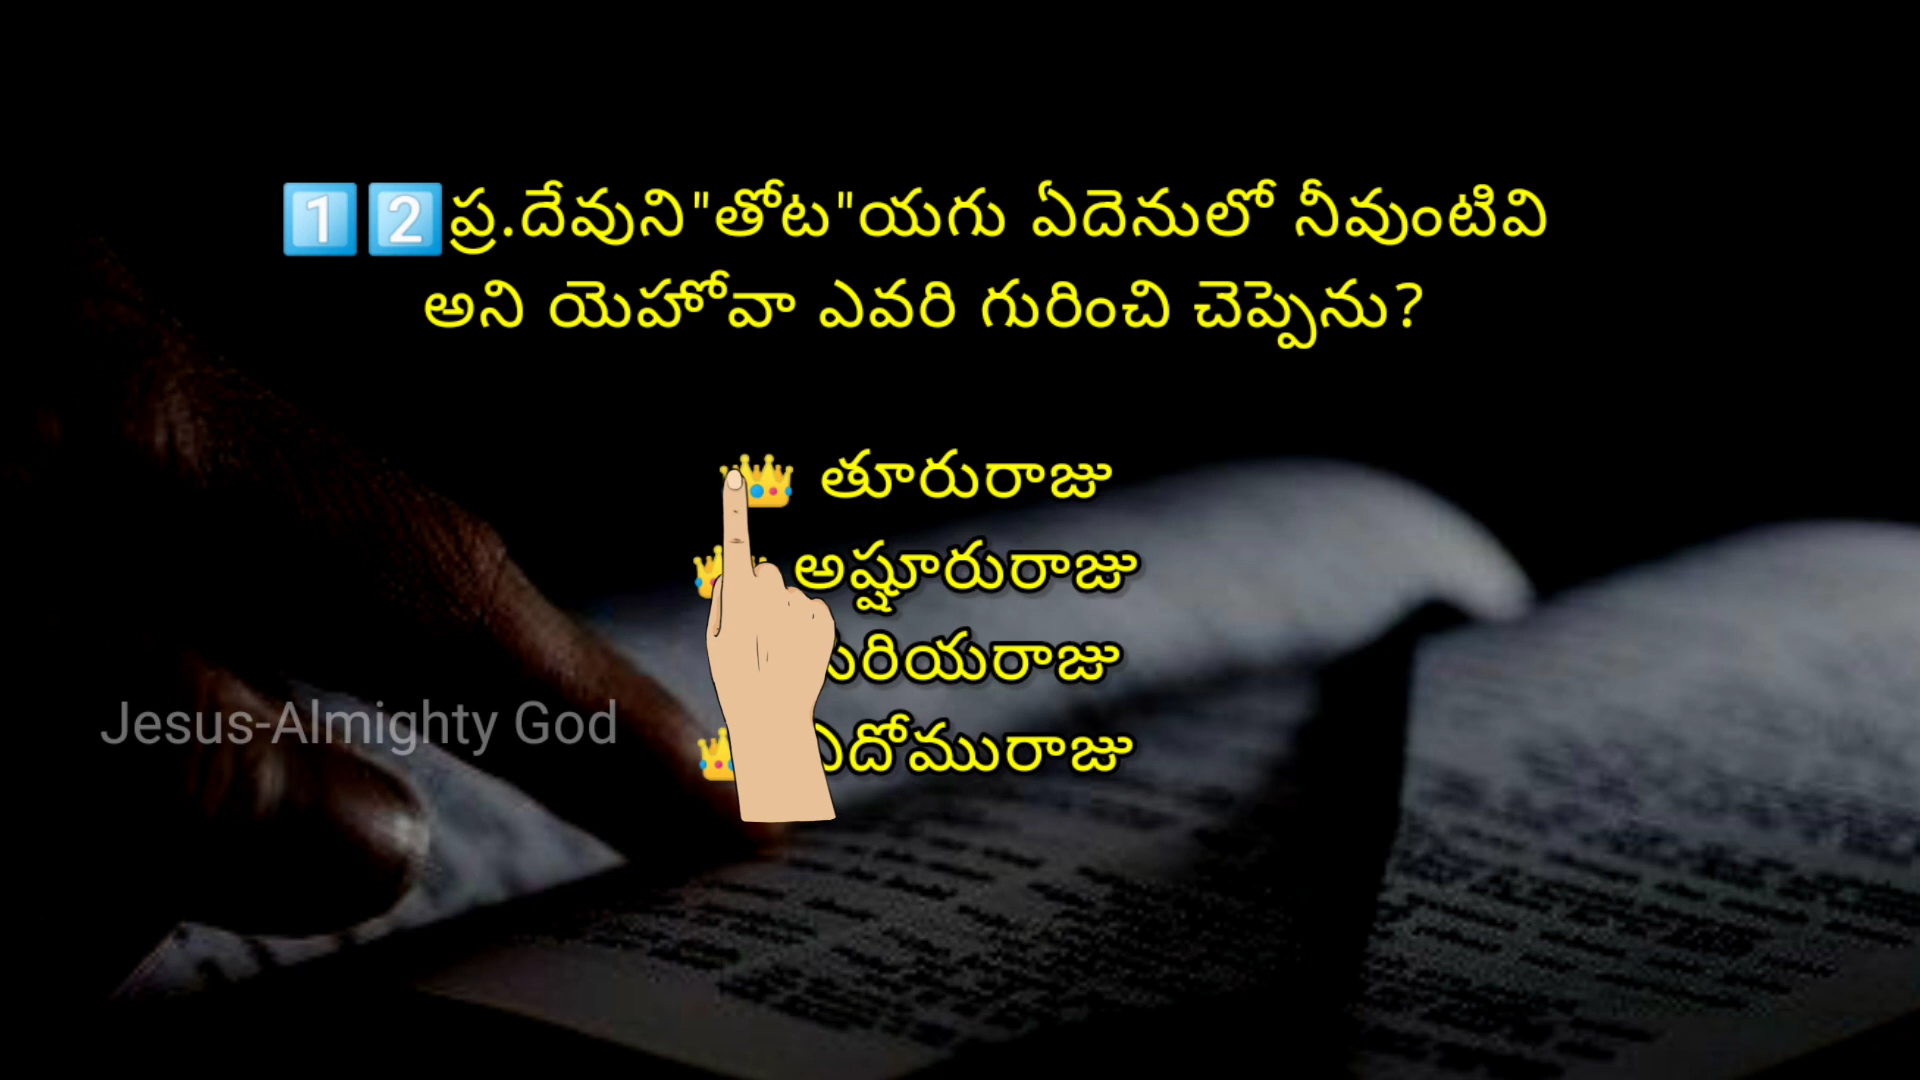 1️⃣2️⃣ప్ర.దేవుని"తోట"యగు ఏదెనులో నీవుంటివి
అని యెహోవా ఎవరి గురించి చెప్పెను?
👑 తూరురాజు
👑 అష్షూరురాజు
👑
Jesus-Almighty God